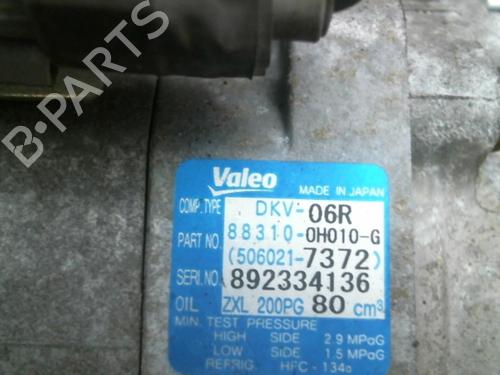 B-PARTS
Valeo
MADE IN JAPAN
COMP.TYPE DKV-06R
PART NO. 88310-0H010-G
(506021-7372)
SERI.NO. 892334136
OIL ZXL 200PG 80 cm³
MIN. TEST PRESSURE
HIGH SIDE 2.9 MPaG
LOW SIDE 1.5 MPaG
REFRIG. HFC-134a